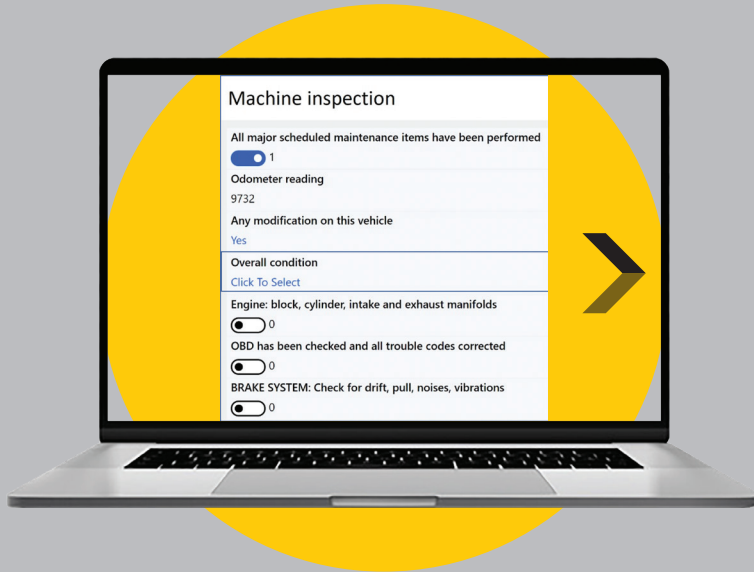 Machine inspection
All major scheduled maintenance items have been performed
1
Odometer reading
9732
Any modification on this vehicle
Yes
Overall condition
Click To Select
Engine: block, cylinder, intake and exhaust manifolds
0
OBD has been checked and all trouble codes corrected
0
BRAKE SYSTEM: Check for drift, pull, noises, vibrations
0